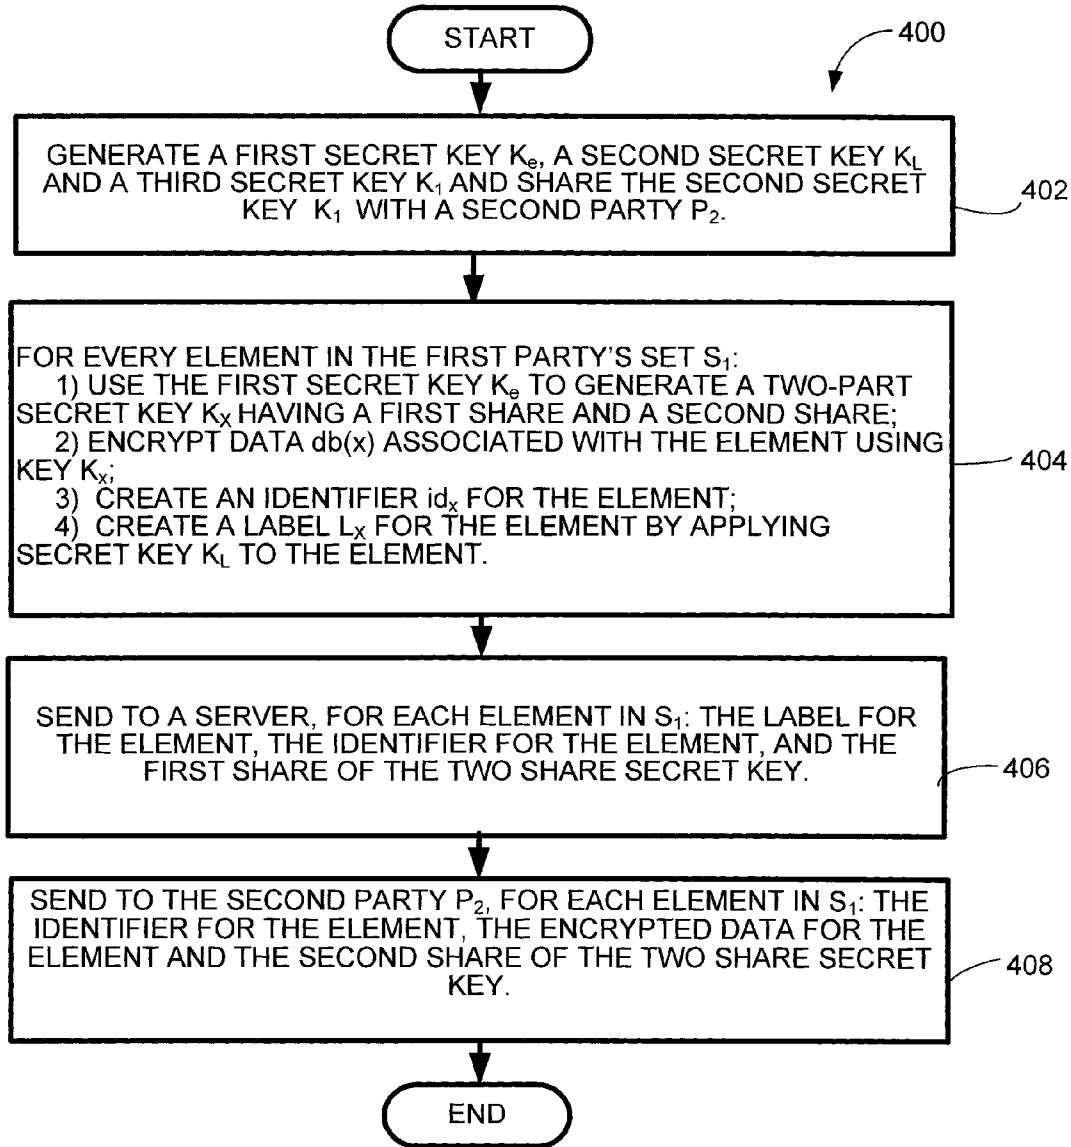 START
400
GENERATE A FIRST SECRET KEY Kₑ, A SECOND SECRET KEY K_L
AND A THIRD SECRET KEY K₁ AND SHARE THE SECOND SECRET
KEY K₁ WITH A SECOND PARTY P₂.
402
FOR EVERY ELEMENT IN THE FIRST PARTY'S SET S₁:
1) USE THE FIRST SECRET KEY Kₑ TO GENERATE A TWO-PART
SECRET KEY K_X HAVING A FIRST SHARE AND A SECOND SHARE;
2) ENCRYPT DATA db(x) ASSOCIATED WITH THE ELEMENT USING
KEY Kₓ;
3) CREATE AN IDENTIFIER idₓ FOR THE ELEMENT;
4) CREATE A LABEL L_X FOR THE ELEMENT BY APPLYING
SECRET KEY K_L TO THE ELEMENT.
404
SEND TO A SERVER, FOR EACH ELEMENT IN S₁: THE LABEL FOR
THE ELEMENT, THE IDENTIFIER FOR THE ELEMENT, AND THE
FIRST SHARE OF THE TWO SHARE SECRET KEY.
406
SEND TO THE SECOND PARTY P₂, FOR EACH ELEMENT IN S₁: THE
IDENTIFIER FOR THE ELEMENT, THE ENCRYPTED DATA FOR THE
ELEMENT AND THE SECOND SHARE OF THE TWO SHARE SECRET
KEY.
408
END